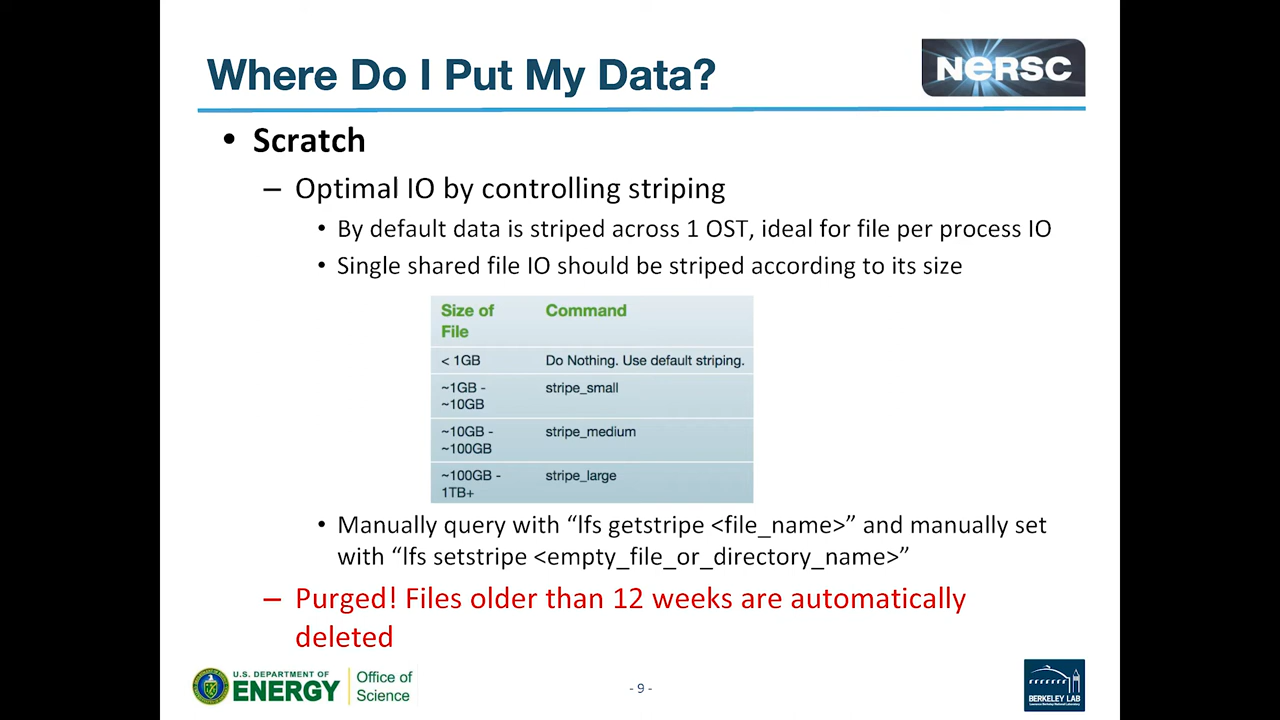 Where Do I Put My Data?
NERSC
• Scratch
– Optimal IO by controlling striping
• By default data is striped across 1 OST, ideal for file per process IO
• Single shared file IO should be striped according to its size
Size of File Command
< 1GB Do Nothing. Use default striping.
~1GB - ~10GB stripe_small
~10GB - ~100GB stripe_medium
~100GB - 1TB+ stripe_large
• Manually query with “lfs getstripe <file_name>” and manually set
with “lfs setstripe <empty_file_or_directory_name>”
– Purged! Files older than 12 weeks are automatically
deleted
U.S. DEPARTMENT OF
ENERGY
Office of
Science
- 9 -
BERKELEY LAB